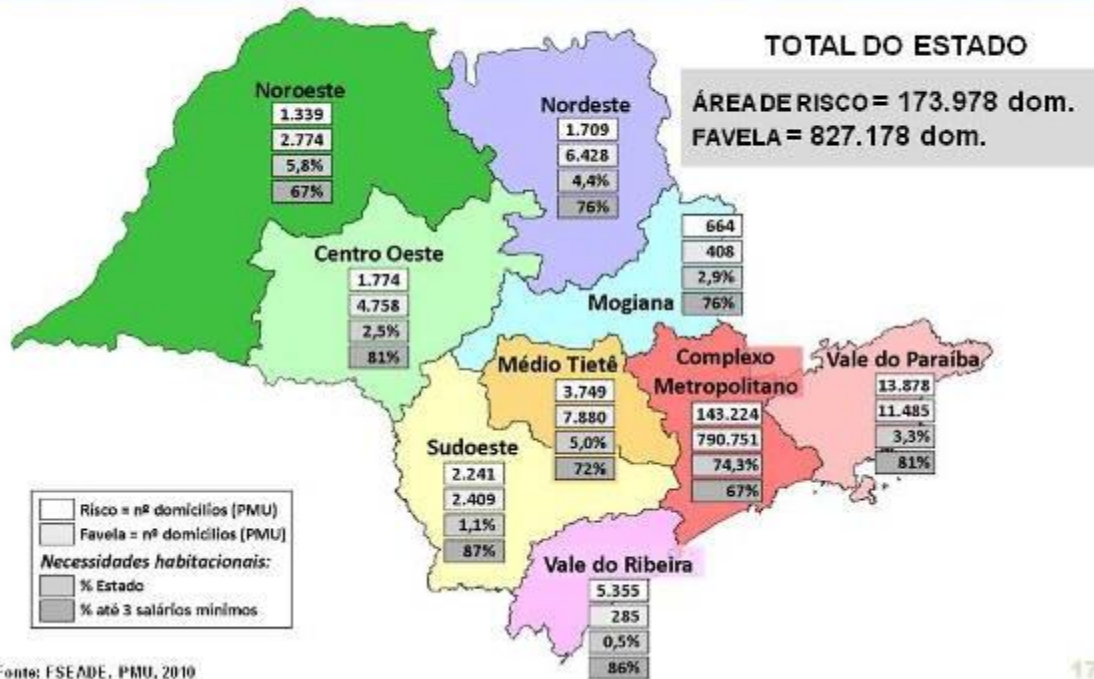 TOTAL DO ESTADO
ÁREA DE RISCO = 173.978 dom.
FAVELA = 827.178 dom.
Noroeste
1.339
2.774
5,8%
67%
Nordeste
1.709
6.428
4,4%
76%
664
408
2,9%
76%
Mogiana
Centro Oeste
1.774
4.758
2,5%
81%
Médio Tietê
3.749
7.880
5,0%
72%
Complexo
Metropolitano
143.224
790.751
74,3%
67%
Vale do Paraíba
13.878
11.485
3,3%
81%
Sudoeste
2.241
2.409
1,1%
87%
Vale do Ribeira
5.355
285
0,5%
86%
Risco = nº domicílios (PMU)
Favela = nº domicílios (PMU)
Necessidades habitacionais:
% Estado
% até 3 salários mínimos
Fonte: FSEADE. PMU, 2010
17